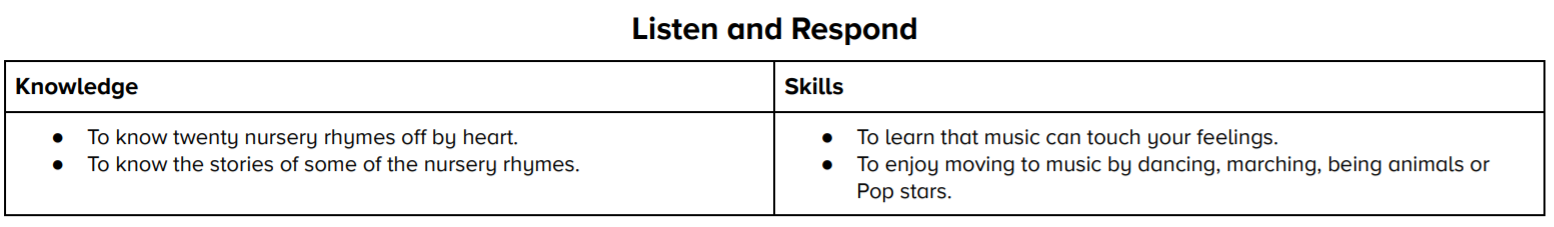 Listen and Respond
Knowledge
Skills
● To know twenty nursery rhymes off by heart.
● To know the stories of some of the nursery rhymes.
● To learn that music can touch your feelings.
● To enjoy moving to music by dancing, marching, being animals or
Pop stars.